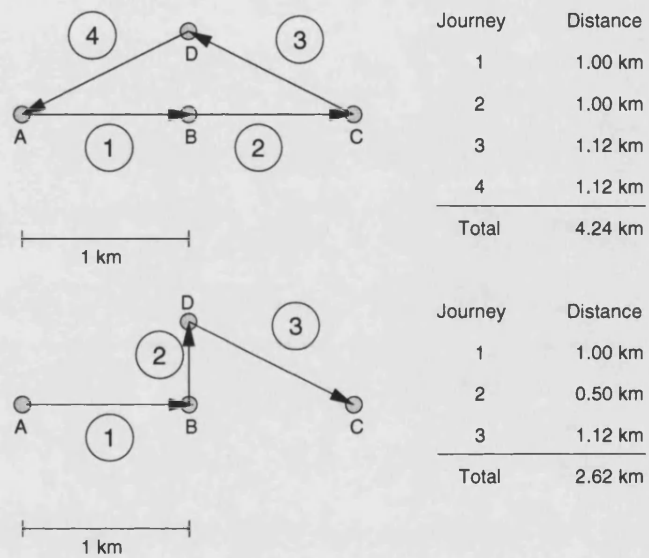 4
D
3
A
1
B
2
C
1 km
Journey Distance
1 1.00 km
2 1.00 km
3 1.12 km
4 1.12 km
Total 4.24 km
D
3
2
A
1
B
C
1 km
Journey Distance
1 1.00 km
2 0.50 km
3 1.12 km
Total 2.62 km